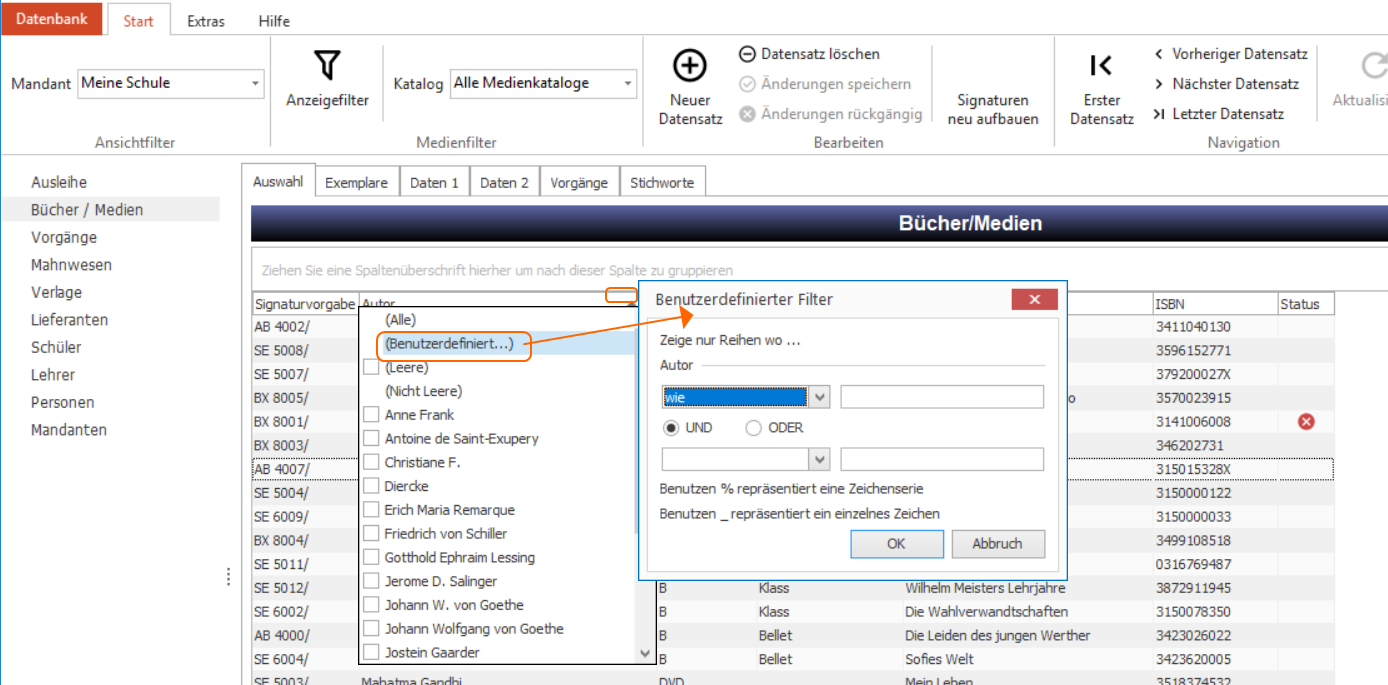 Datenbank Start Extras Hilfe
Mandant Meine Schule
Anzeigefilter
Katalog Alle Medienkataloge
Neuer
Datensatz
Datensatz löschen
Änderungen speichern
Änderungen rückgängig
Signaturen
neu aufbauen
Erster
Datensatz
Vorheriger Datensatz
Nächster Datensatz
Letzter Datensatz
Ansichtfilter Medienfilter Bearbeiten Navigation
Ausleihe
Bücher / Medien
Vorgänge
Mahnwesen
Verlage
Lieferanten
Schüler
Lehrer
Personen
Mandanten
Auswahl Exemplare Daten 1 Daten 2 Vorgänge Stichworte
Bücher/Medien
Ziehen Sie eine Spaltenüberschrift hierher um nach dieser Spalte zu gruppieren
Signaturvorgabe Autor ISBN Status
AB 4002/ 3411040130
SE 5008/ 3596152771
SE 5007/ 379200027X
BX 8005/ 3570023915
BX 8001/ 3141006008
BX 8003/ 346202731
AB 4007/ 315015328X
SE 5004/ 3150000122
SE 6009/ 3150000033
BX 8004/ 3499108518
SE 5011/ 0316769487
SE 5012/ B Klass Wilhelm Meisters Lehrjahre 3872911945
SE 6002/ B Klass Die Wahlverwandtschaften 3150078350
AB 4000/ B Bellet Die Leiden des jungen Werther 3423026022
SE 6004/ B Bellet Sofies Welt 3423620005
SE 5003/ Mahatma Gandhi DVD Mein Leben 3518374532
(Alle)
(Benutzerdefiniert...)
(Leere)
(Nicht Leere)
Anne Frank
Antoine de Saint-Exupery
Christiane F.
Diercke
Erich Maria Remarque
Friedrich von Schiller
Gotthold Ephraim Lessing
Jerome D. Salinger
Johann W. von Goethe
Johann Wolfgang von Goethe
Jostein Gaarder
Benutzerdefinierter Filter
Zeige nur Reihen wo ...
Autor
wie
UND ODER
Benutzen % repräsentiert eine Zeichenserie
Benutzen _ repräsentiert ein einzelnes Zeichen
OK Abbruch